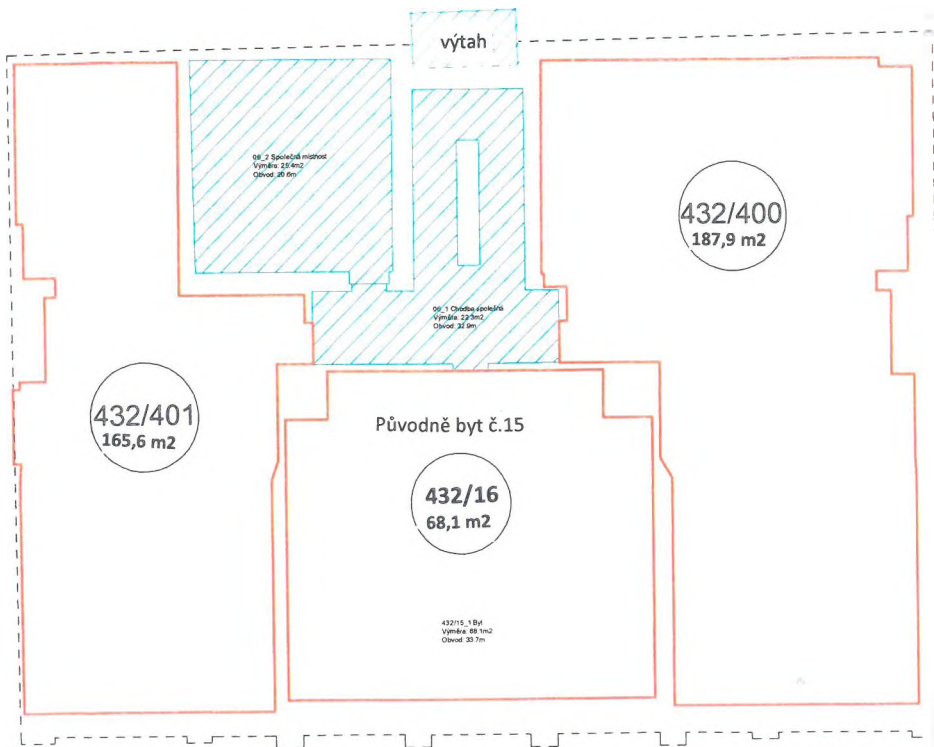 výtah
06_2 Společná místnost
Výměra: 25.4m2
Obvod: 20.6m
432/400
187,9 m2
06_1 Chodba společná
Výměra: 22.3m2
Obvod: 32.9m
432/401
165,6 m2
Původně byt č.15
432/16
68,1 m2
432/15_1 Byt
Výměra: 68.1m2
Obvod: 33.7m